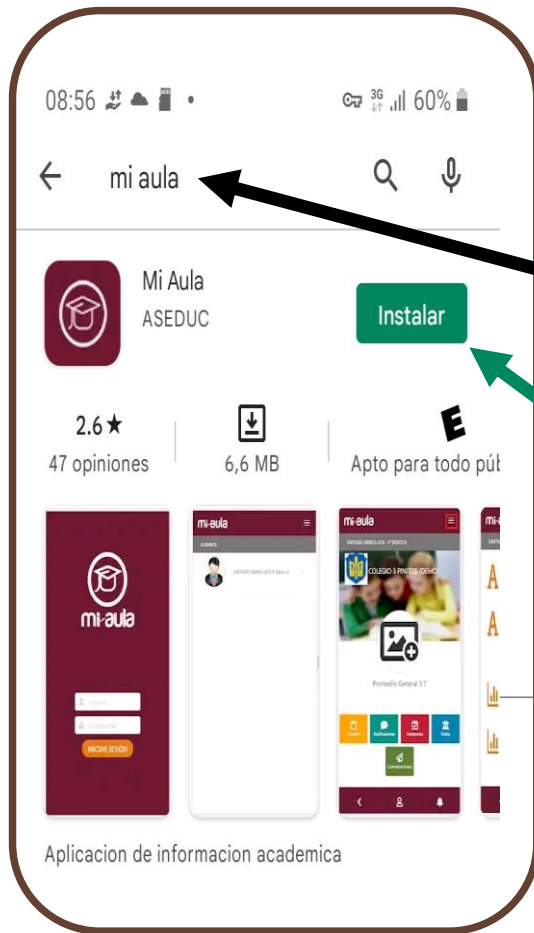 08:56
3G
60%
mi aula
Mi Aula
ASEDUC
Instalar
2.6★
47 opiniones
6,6 MB
E
Apto para todo púb
mi-aula
INICIAR SESIÓN
mi-aula
ALUMNOS
mi-aula
COLEGIO 3 PINITOS (DEMO)
Promedio General 5.7
Comunicaciones
A
A
Aplicacion de informacion academica